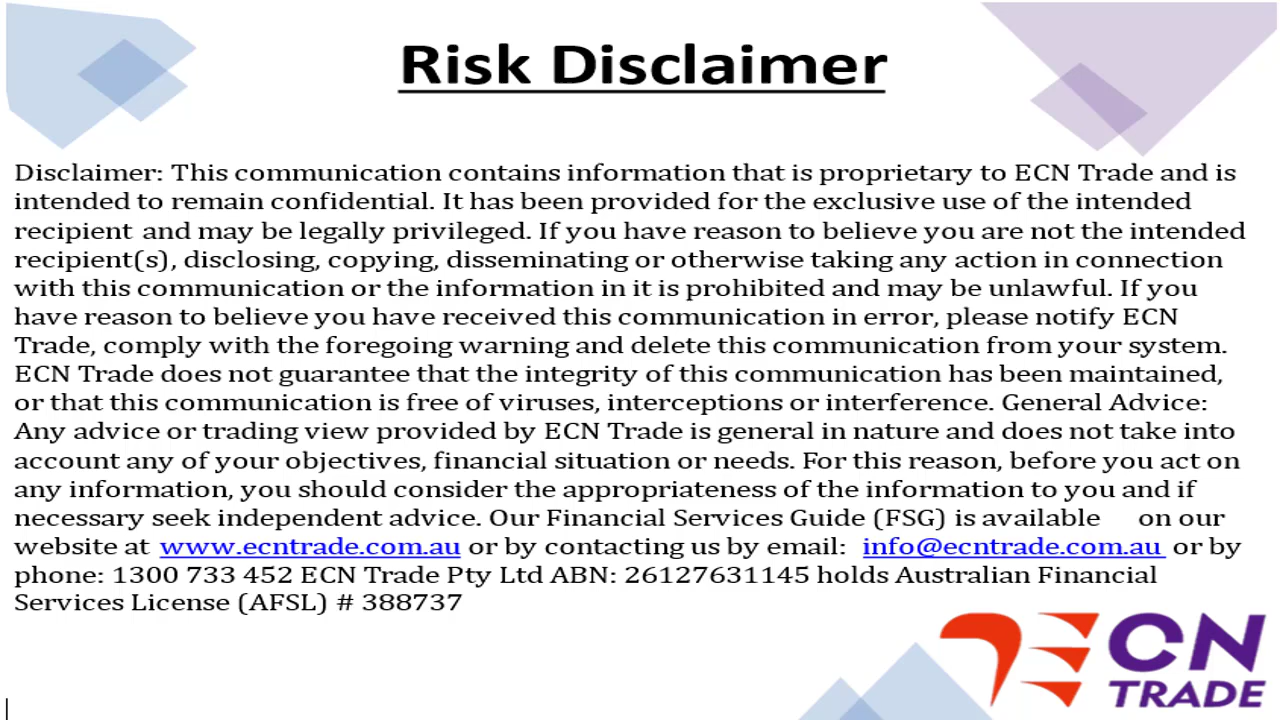 Risk Disclaimer
Disclaimer: This communication contains information that is proprietary to ECN Trade and is
intended to remain confidential. It has been provided for the exclusive use of the intended
recipient and may be legally privileged. If you have reason to believe you are not the intended
recipient(s), disclosing, copying, disseminating or otherwise taking any action in connection
with this communication or the information in it is prohibited and may be unlawful. If you
have reason to believe you have received this communication in error, please notify ECN
Trade, comply with the foregoing warning and delete this communication from your system.
ECN Trade does not guarantee that the integrity of this communication has been maintained,
or that this communication is free of viruses, interceptions or interference. General Advice:
Any advice or trading view provided by ECN Trade is general in nature and does not take into
account any of your objectives, financial situation or needs. For this reason, before you act on
any information, you should consider the appropriateness of the information to you and if
necessary seek independent advice. Our Financial Services Guide (FSG) is available on our
website at www.ecntrade.com.au or by contacting us by email: info@ecntrade.com.au or by
phone: 1300 733 452 ECN Trade Pty Ltd ABN: 26127631145 holds Australian Financial
Services License (AFSL) # 388737
ECN
TRADE